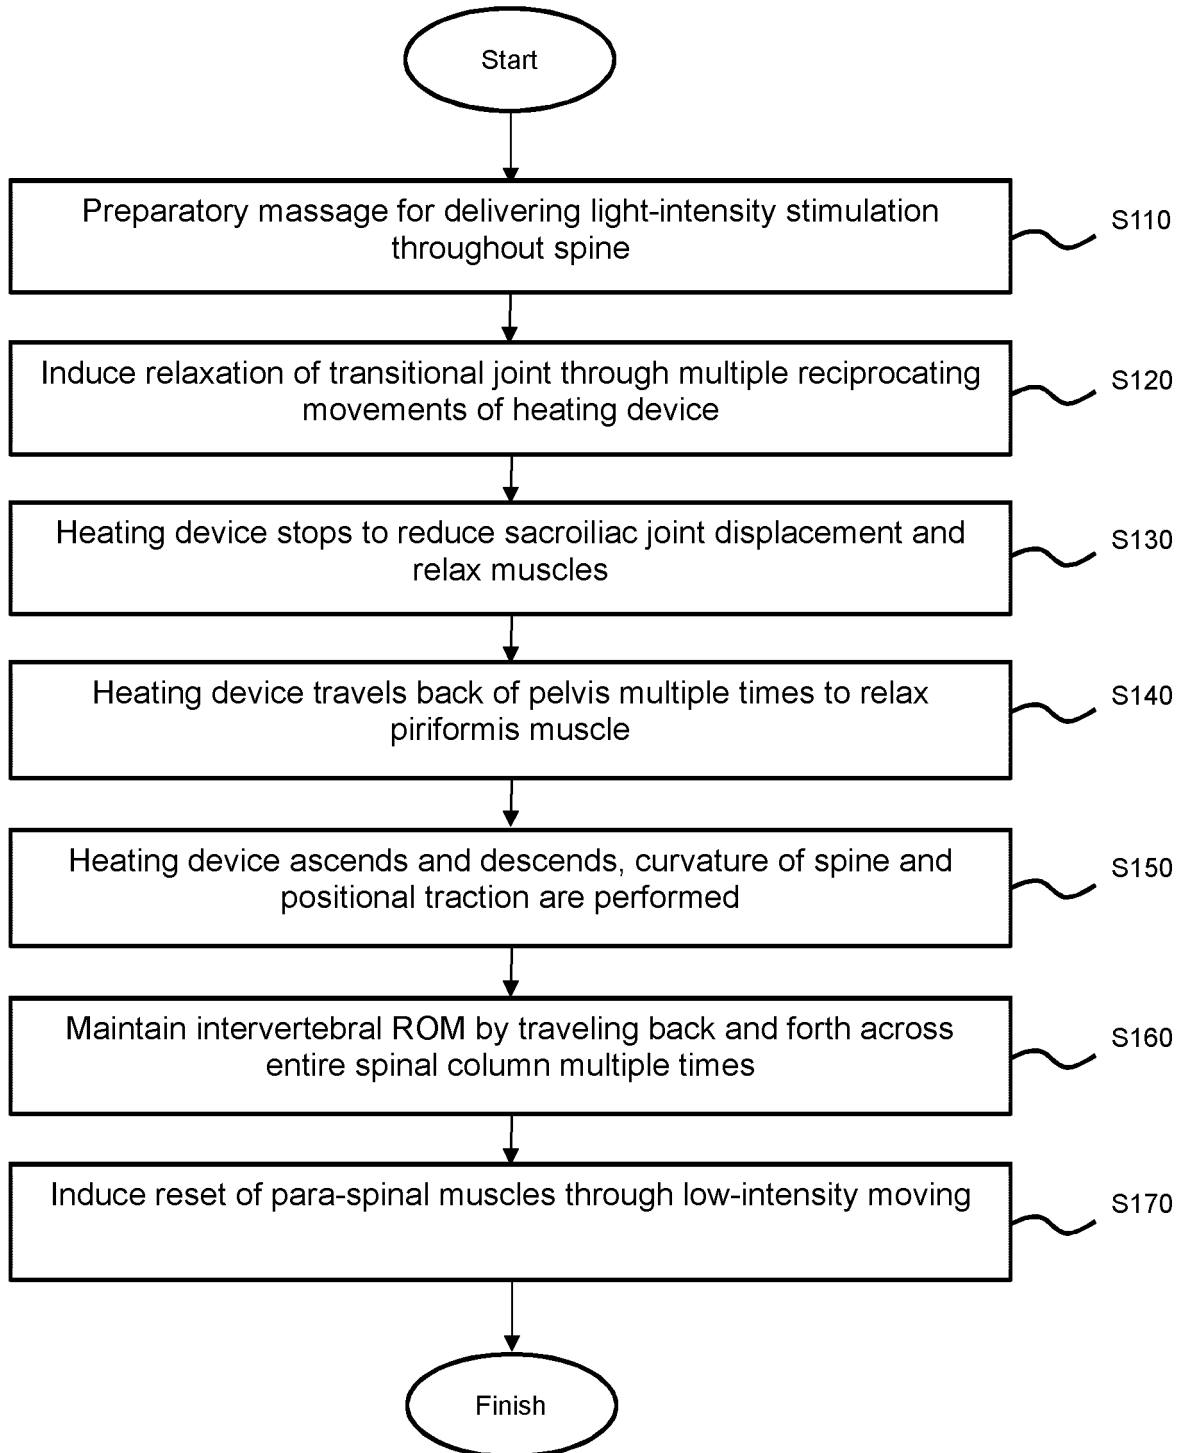 Start
Preparatory massage for delivering light-intensity stimulation
throughout spine
S110
Induce relaxation of transitional joint through multiple reciprocating
movements of heating device
S120
Heating device stops to reduce sacroiliac joint displacement and
relax muscles
S130
Heating device travels back of pelvis multiple times to relax
piriformis muscle
S140
Heating device ascends and descends, curvature of spine and
positional traction are performed
S150
Maintain intervertebral ROM by traveling back and forth across
entire spinal column multiple times
S160
Induce reset of para-spinal muscles through low-intensity moving
S170
Finish